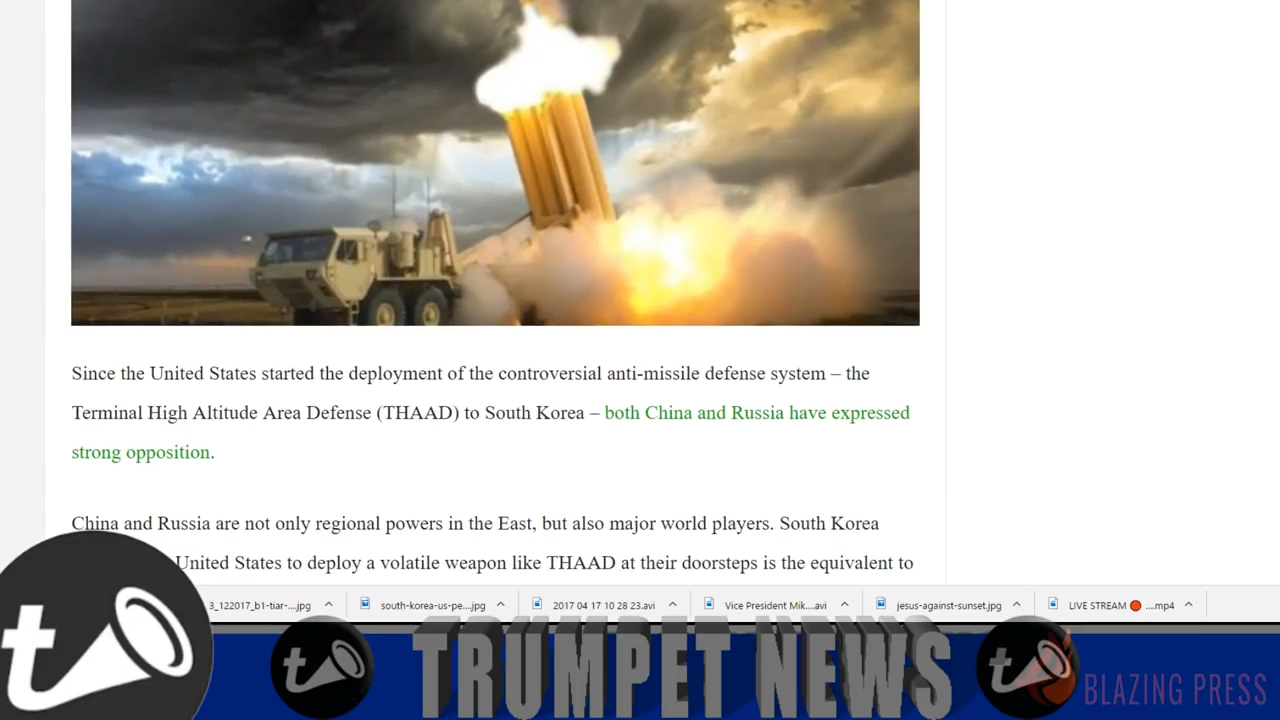 Since the United States started the deployment of the controversial anti-missile defense system – the
Terminal High Altitude Area Defense (THAAD) to South Korea – both China and Russia have expressed
strong opposition.
China and Russia are not only regional powers in the East, but also major world players. South Korea
United States to deploy a volatile weapon like THAAD at their doorsteps is the equivalent to
3_122017_b1-tiar-....jpg
south-korea-us-pe....jpg
2017 04 17 10 28 23.avi
Vice President Mik....avi
jesus-against-sunset.jpg
LIVE STREAM 🔴 ....mp4
t
t
TRUMPET NEWS
t
BLAZING PRESS